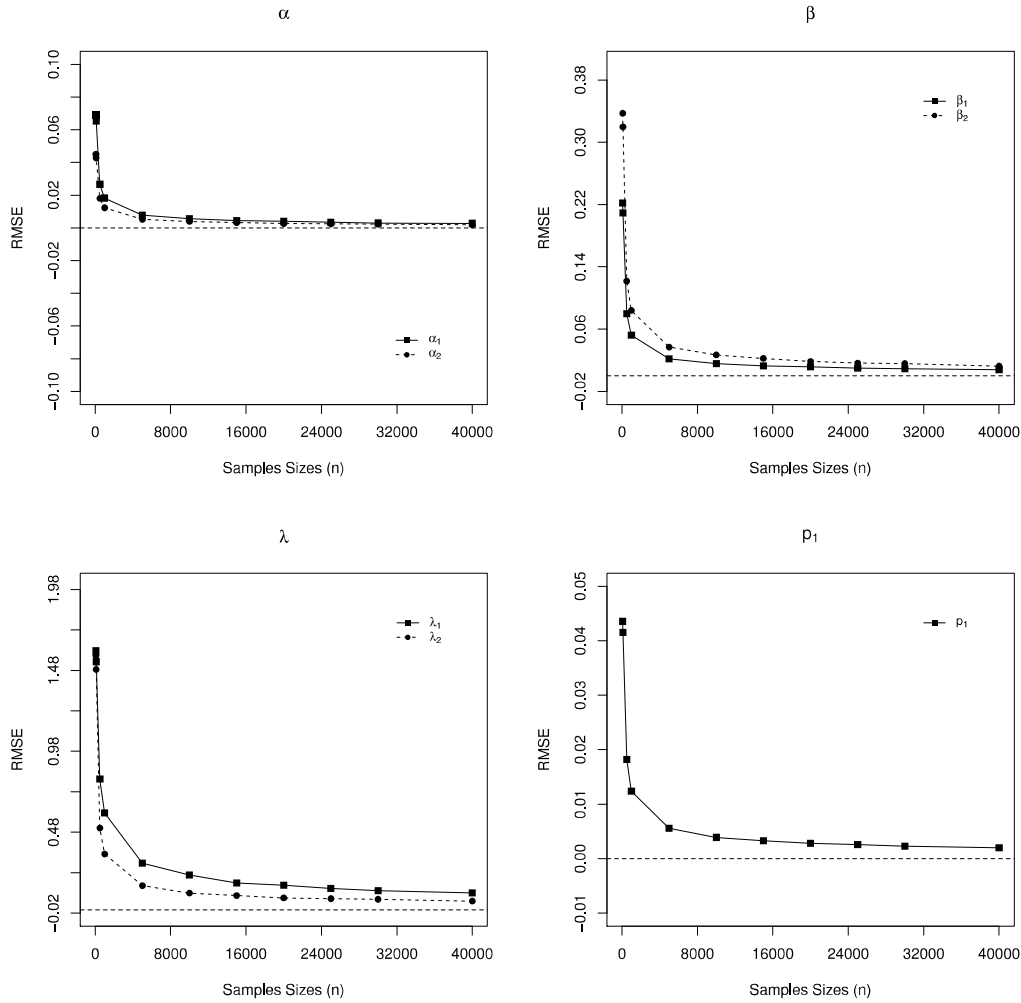 α
RMSE
0.10
0.06
0.02
−0.02
−0.06
−0.10
α1
α2
0 8000 16000 24000 32000 40000
Samples Sizes (n)
β
RMSE
0.38
0.30
0.22
0.14
0.06
−0.02
β1
β2
0 8000 16000 24000 32000 40000
Samples Sizes (n)
λ
RMSE
1.98
1.48
0.98
0.48
−0.02
λ1
λ2
0 8000 16000 24000 32000 40000
Samples Sizes (n)
p1
RMSE
0.05
0.04
0.03
0.02
0.01
0.00
−0.01
p1
0 8000 16000 24000 32000 40000
Samples Sizes (n)